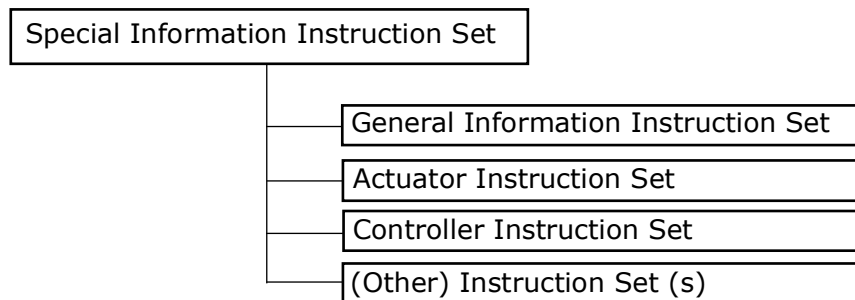 Special Information Instruction Set
General Information Instruction Set
Actuator Instruction Set
Controller Instruction Set
(Other) Instruction Set (s)